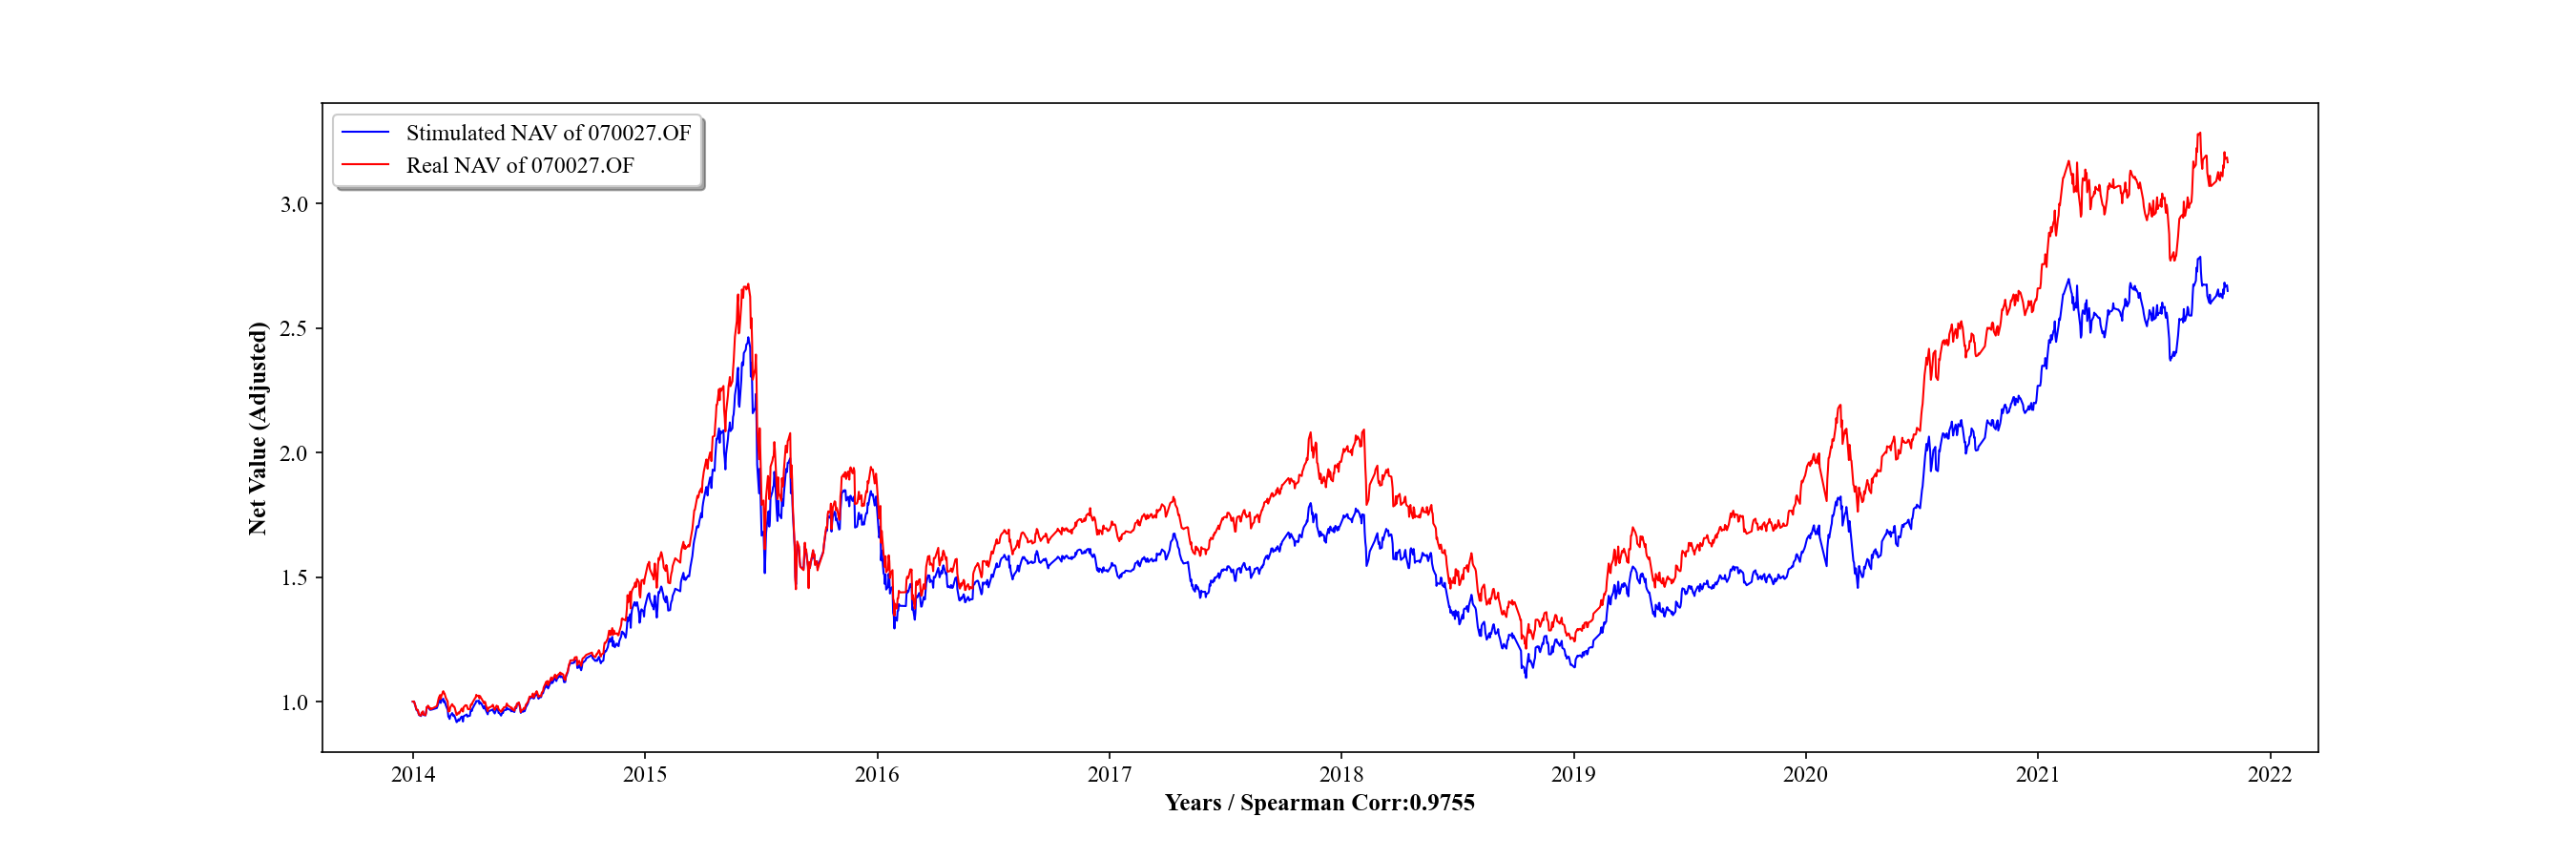 Stimulated NAV of 070027.OF
Real NAV of 070027.OF
Net Value (Adjusted)
3.0
2.5
2.0
1.5
1.0
2014 2015 2016 2017 2018 2019 2020 2021 2022
Years / Spearman Corr:0.9755